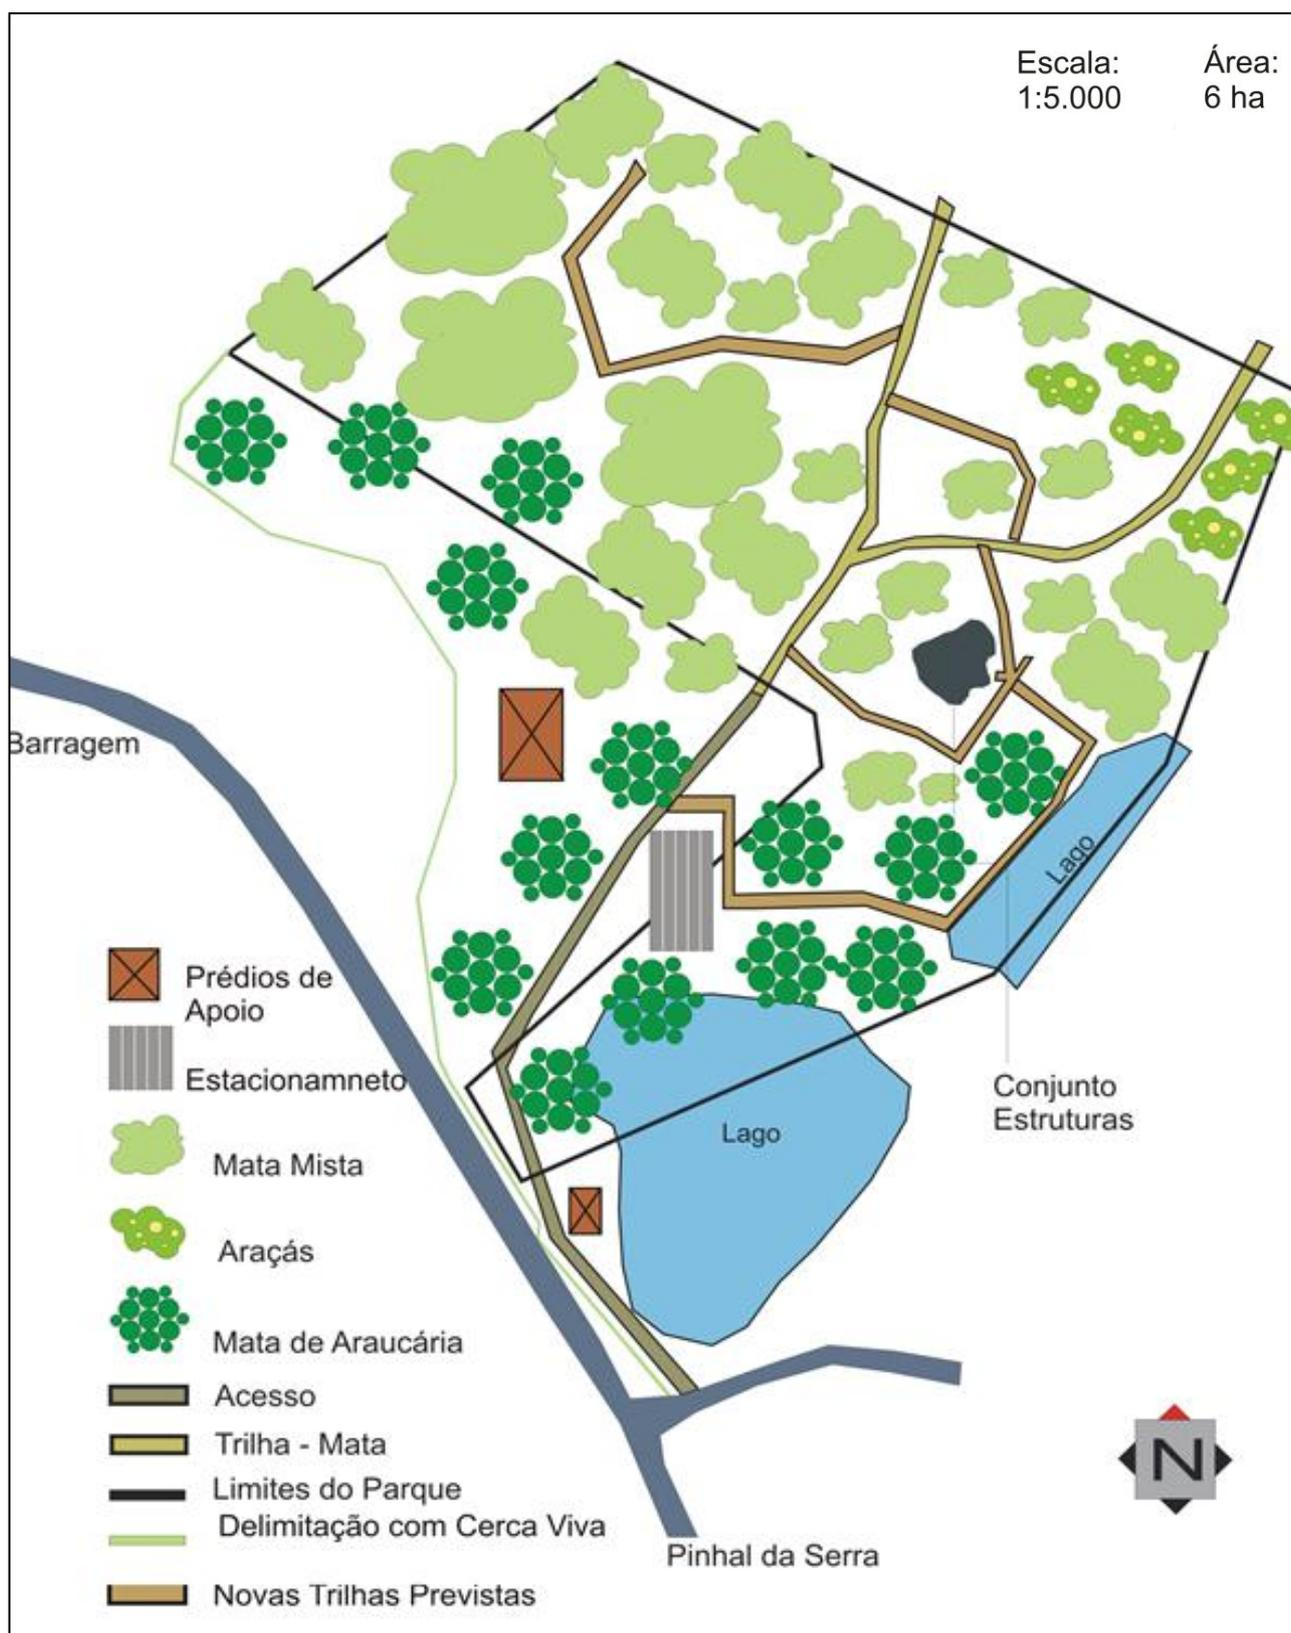 Escala:
1:5.000
Área:
6 ha
Barragem
Lago
Lago
Conjunto
Estruturas
Prédios de
Apoio
Estacionamneto
Mata Mista
Araçás
Mata de Araucária
Acesso
Trilha - Mata
Limites do Parque
Delimitação com Cerca Viva
Novas Trilhas Previstas
Pinhal da Serra
N